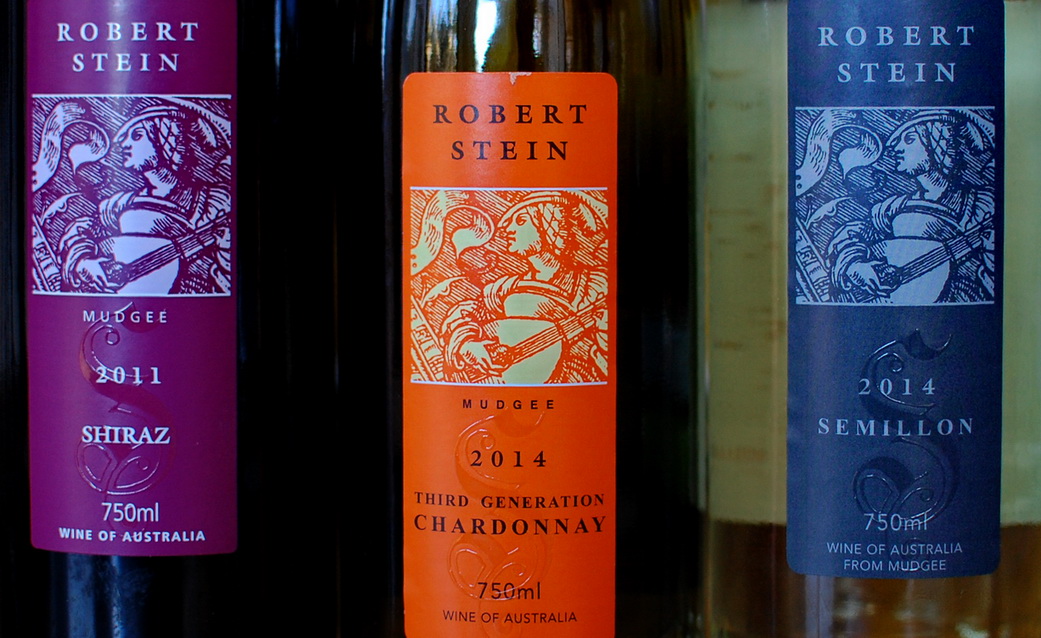 ROBERT
STEIN
MUDGEE
2011
SHIRAZ
750ml
WINE OF AUSTRALIA
ROBERT
STEIN
MUDGEE
2014
THIRD GENERATION
CHARDONNAY
750ml
WINE OF AUSTRALIA
ROBERT
STEIN
2014
SEMILLON
750ml
WINE OF AUSTRALIA
FROM MUDGEE